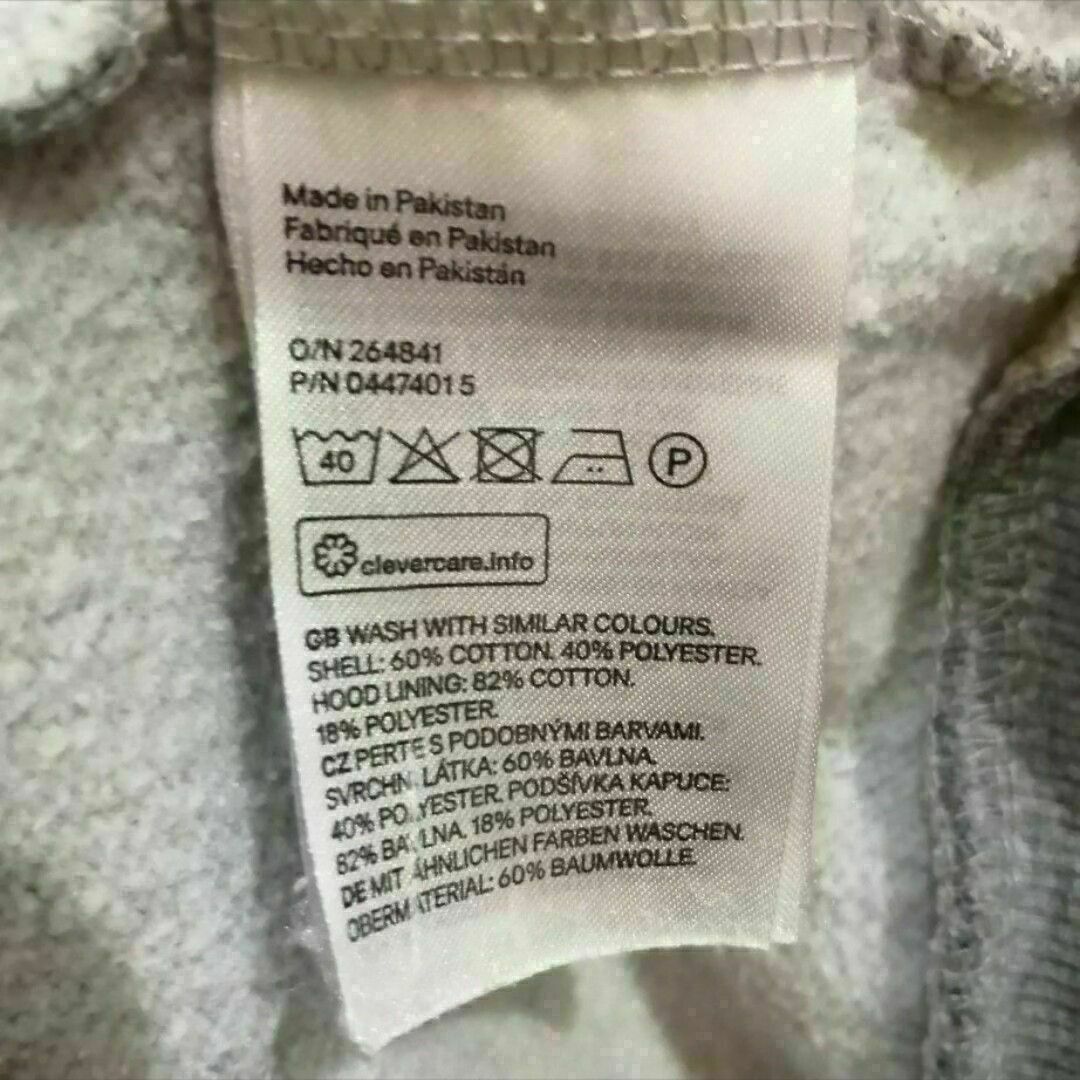 Made in Pakistan
Fabriqué en Pakistan
Hecho en Pakistán
O/N 264841
P/N 04474015
40 P
clevercare.info
GB WASH WITH SIMILAR COLOURS.
SHELL: 60% COTTON. 40% POLYESTER.
HOOD LINING: 82% COTTON.
18% POLYESTER.
CZ PERTE S PODOBNÝMI BARVAMI.
SVRCHN. LÁTKA: 60% BAVLNA.
40% POLYESTER. PODŠÍVKA KAPUCE:
82% BAVLNA. 18% POLYESTER.
DE MIT ÄHNLICHEN FARBEN WASCHEN.
OBERMATERIAL: 60% BAUMWOLLE.